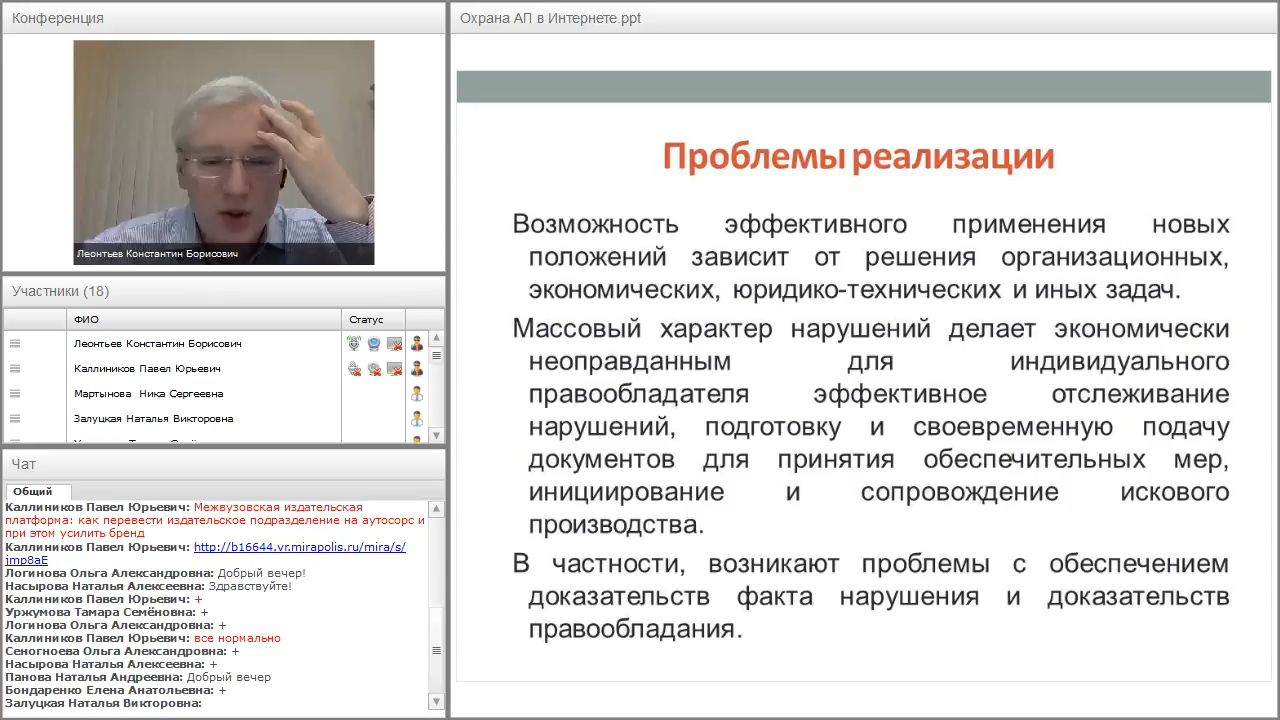 Конференция
Леонтьев Константин Борисович
Участники (18)
ФИО
Статус
Леонтьев Константин Борисович
Каллиников Павел Юрьевич
Мартынова Ника Сергеевна
Залуцкая Наталья Викторовна
Чат
Общий
Каллиников Павел Юрьевич: Межвузовская издательская
платформа: как перевести издательское подразделение на аутосорс и
при этом усилить бренд
Каллиников Павел Юрьевич: http://b16644.vr.mirapolis.ru/mira/s/
jmp8aE
Логинова Ольга Александровна: Добрый вечер!
Насырова Наталья Алексеевна: Здравствуйте!
Каллиников Павел Юрьевич: +
Уржумова Тамара Семёновна: +
Логинова Ольга Александровна: +
Каллиников Павел Юрьевич: все нормально
Сеногноева Ольга Александровна: +
Насырова Наталья Алексеевна: +
Панова Наталья Андреевна: Добрый вечер
Бондаренко Елена Анатольевна: +
Залуцкая Наталья Викторовна:
Охрана АП в Интернете.ppt
Проблемы реализации
Возможность эффективного применения новых
положений зависит от решения организационных,
экономических, юридико-технических и иных задач.
Массовый характер нарушений делает экономически
неоправданным для индивидуального
правообладателя эффективное отслеживание
нарушений, подготовку и своевременную подачу
документов для принятия обеспечительных мер,
инициирование и сопровождение искового
производства.
В частности, возникают проблемы с обеспечением
доказательств факта нарушения и доказательств
правообладания.